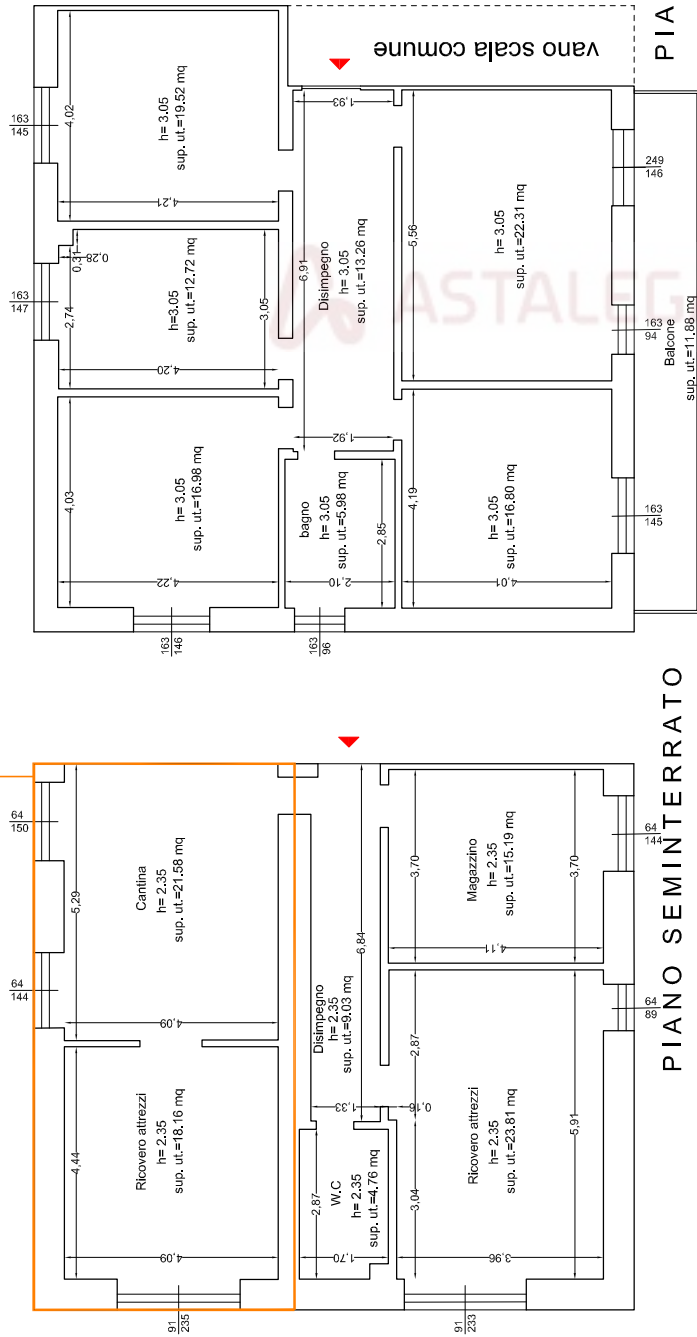 163
145
4,02
h= 3.05
sup. ut.=19.52 mq
4,21
163
147
2,74
0,31
0,28
h=3.05
sup. ut.=12.72 mq
3,05
4,20
4,03
h= 3.05
sup. ut.=16.98 mq
4,22
163
146
vano scala comune
1,93
6,91
Disimpegno
h= 3.05
sup. ut.=13.26 mq
1,92
bagno
h= 3.05
sup. ut.=5.98 mq
2,85
2,10
163
96
5,56
h= 3.05
sup. ut.=22.31 mq
249
146
163
94
Balcone
sup. ut.=11.88 mq
4,19
h= 3.05
sup. ut.=16.80 mq
4,01
163
145
PIA
ASTALEG
64
150
5,29
Cantina
h= 2.35
sup. ut.=21.58 mq
4,09
64
144
4,44
Ricovero attrezzi
h= 2.35
sup. ut.=18.16 mq
4,09
91
235
6,84
Disimpegno
h= 2.35
sup. ut.=9.03 mq
1,33
0,16
2,87
W.C
h= 2.35
sup. ut.=4.76 mq
1,70
3,70
Magazzino
h= 2.35
sup. ut.=15.19 mq
3,70
4,11
64
144
2,87
3,04
Ricovero attrezzi
h= 2.35
sup. ut.=23.81 mq
5,91
3,96
64
89
91
233
PIANO SEMINTERRATO